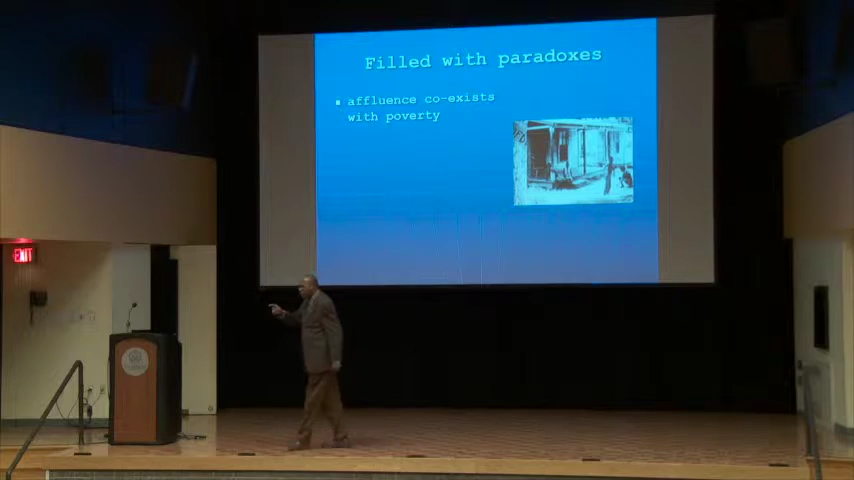 Filled with paradoxes
affluence co-exists
with poverty
EXIT